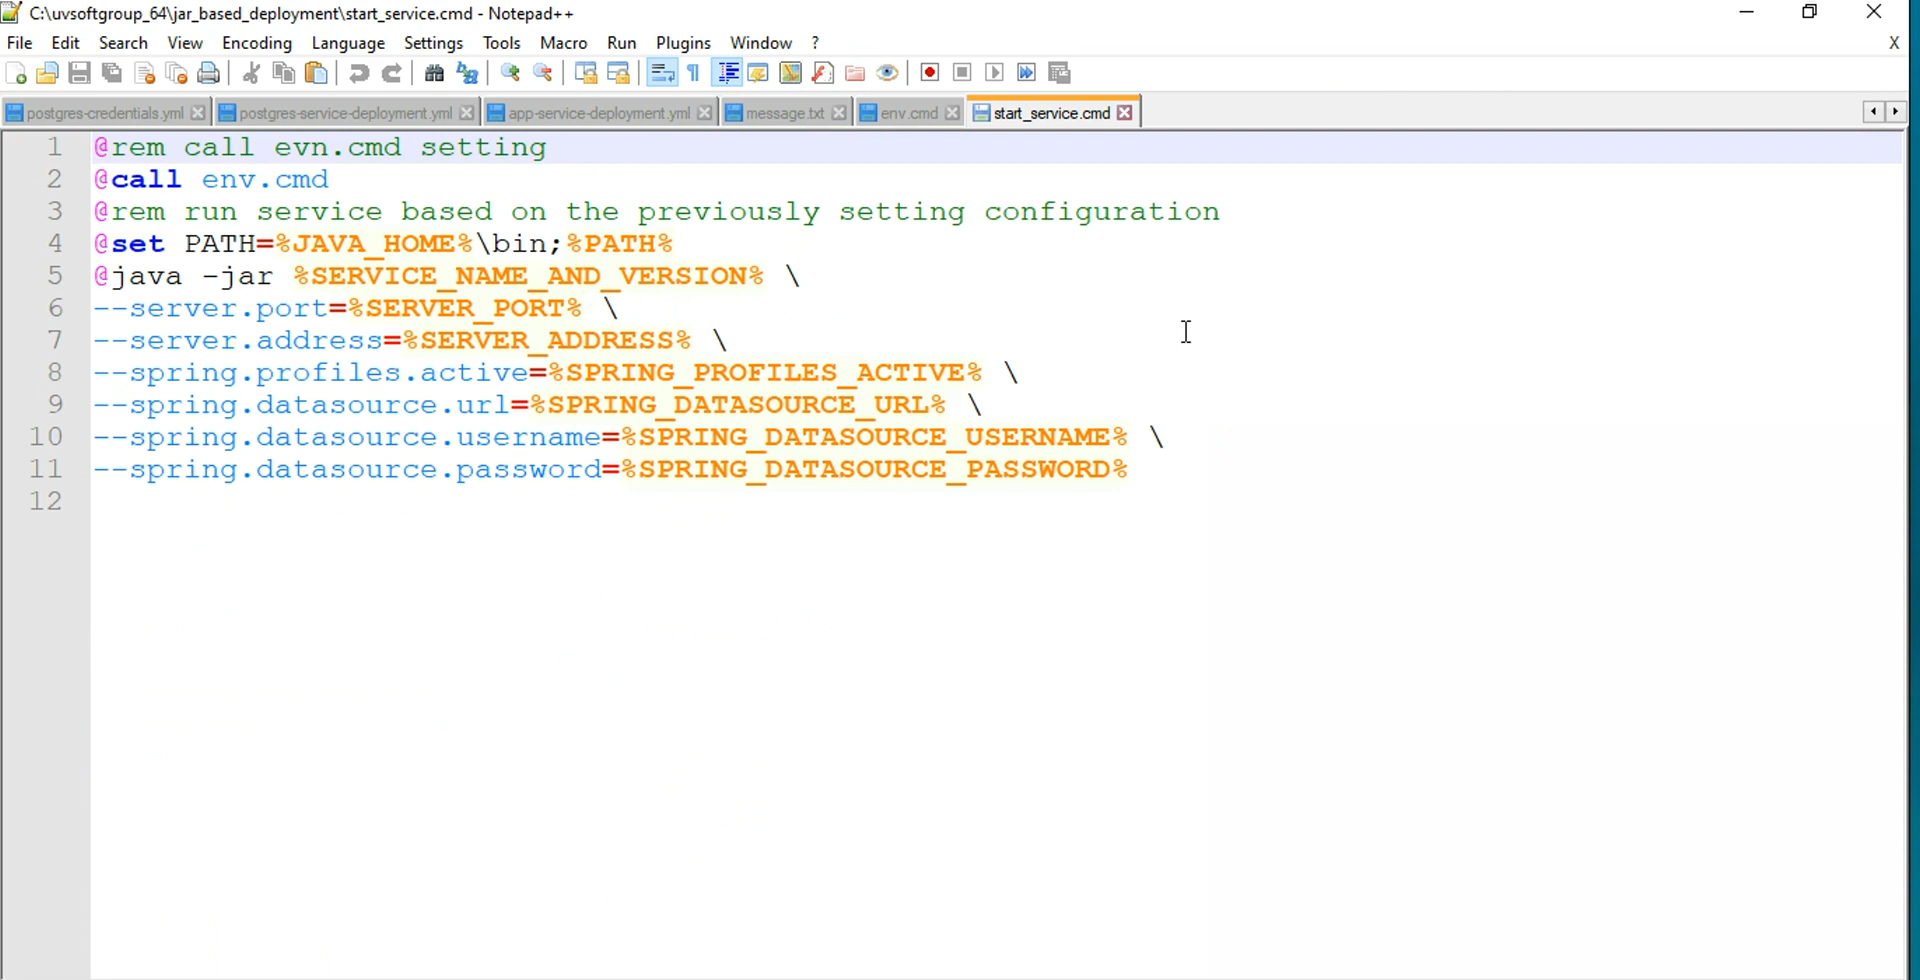 C:\uvsoftgroup_64\jar_based_deployment\start_service.cmd - Notepad++
File Edit Search View Encoding Language Settings Tools Macro Run Plugins Window ? X
postgres-credentials.yml postgres-service-deployment.yml app-service-deployment.yml message.txt env.cmd start_service.cmd
1 @rem call evn.cmd setting
2 @call env.cmd
3 @rem run service based on the previously setting configuration
4 @set PATH=%JAVA_HOME%\bin;%PATH%
5 @java -jar %SERVICE_NAME_AND_VERSION% \
6 --server.port=%SERVER_PORT% \
7 --server.address=%SERVER_ADDRESS% \
8 --spring.profiles.active=%SPRING_PROFILES_ACTIVE% \
9 --spring.datasource.url=%SPRING_DATASOURCE_URL% \
10 --spring.datasource.username=%SPRING_DATASOURCE_USERNAME% \
11 --spring.datasource.password=%SPRING_DATASOURCE_PASSWORD%
12